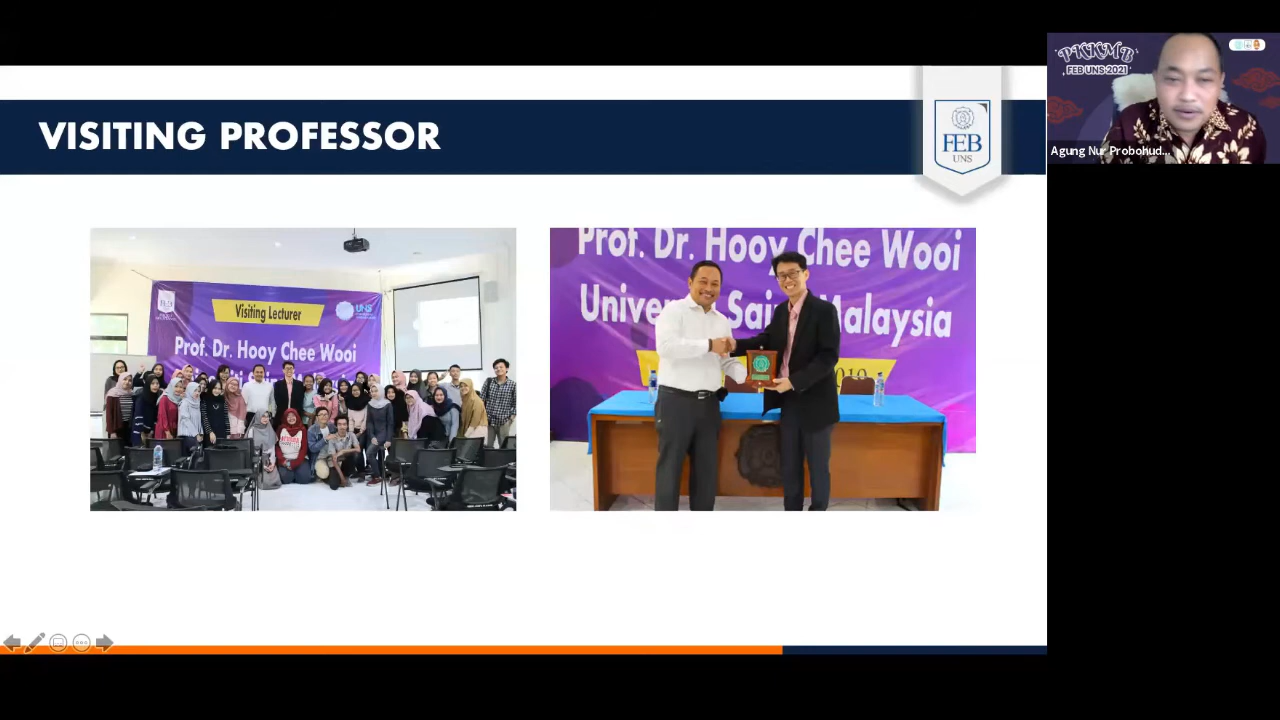 VISITING PROFESSOR
FEB
UNS
PKKMB
FEB UNS 2021
Agung Nur Probohud...
Visiting Lecturer
UNS
Prof. Dr. Hooy Chee Wooi
Prof. Dr. Hooy Chee Wooi
Malaysia